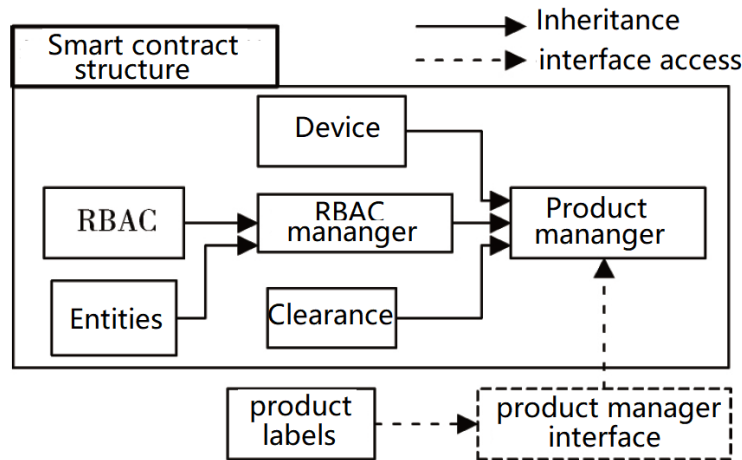 Smart contract
structure
Inheritance
interface access
Device
RBAC
RBAC
mananger
Product
mananger
Entities
Clearance
product
labels
product manager
interface